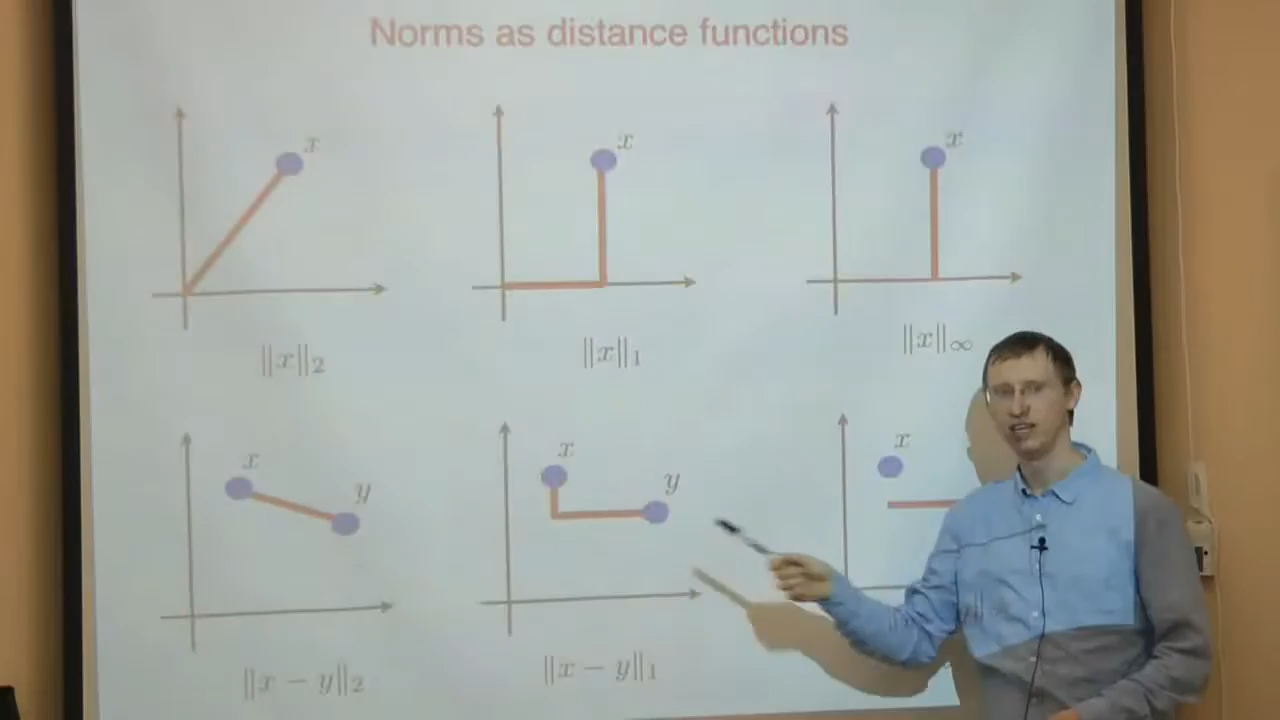 Norms as distance functions
x
x
x
‖x‖₂
‖x‖₁
‖x‖∞
x
y
x
y
x
‖x − y‖₂
‖x − y‖₁